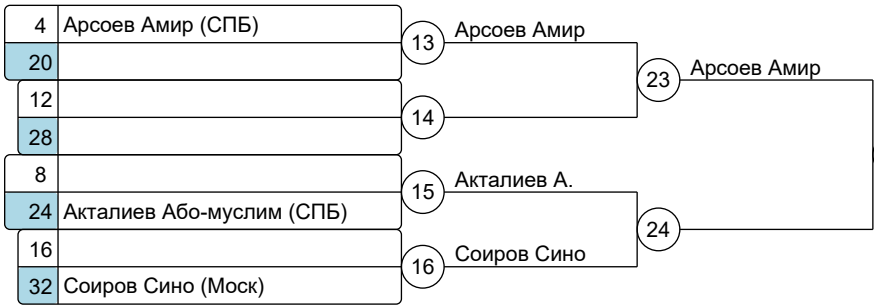 4 Арсоев Амир (СПБ)
20
13 Арсоев Амир
12
28
14
23 Арсоев Амир
8
24 Акталиев Або-муслим (СПБ)
15 Акталиев А.
16
32 Соиров Сино (Моск)
16 Соиров Сино
24